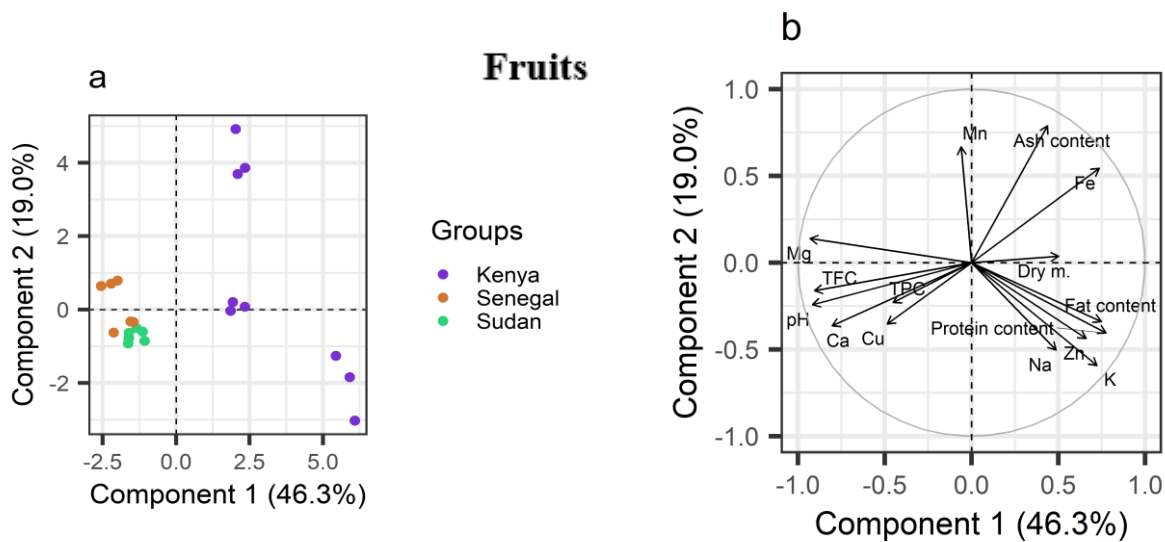 Fruits
a
4
2
0
-2
-2.5 0.0 2.5 5.0
Component 1 (46.3%)
Component 2 (19.0%)
Groups
Kenya
Senegal
Sudan
b
1.0
0.5
0.0
-0.5
-1.0
-1.0 -0.5 0.0 0.5 1.0
Component 1 (46.3%)
Component 2 (19.0%)
Mn
Ash content
Fe
Mg
Dry m.
TFC
TPC
Fat content
pH
Protein content
Ca
Cu
Na
Zn
K